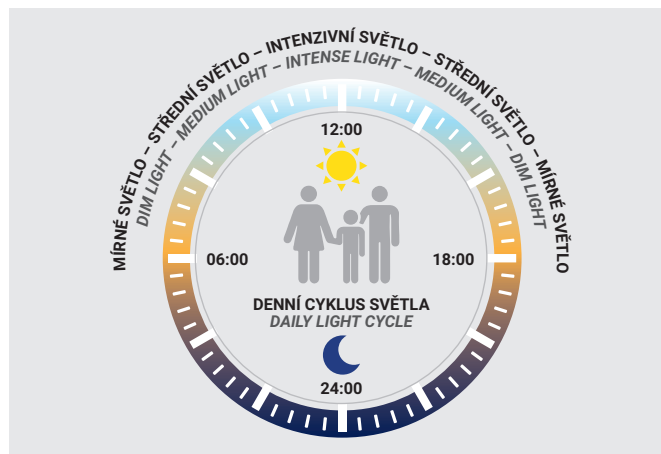 MÍRNÉ SVĚTLO – STŘEDNÍ SVĚTLO – INTENZIVNÍ SVĚTLO – STŘEDNÍ SVĚTLO – MÍRNÉ SVĚTLO
DIM LIGHT – MEDIUM LIGHT – INTENSE LIGHT – MEDIUM LIGHT – DIM LIGHT
12:00
06:00
18:00
DENNÍ CYKLUS SVĚTLA
DAILY LIGHT CYCLE
24:00